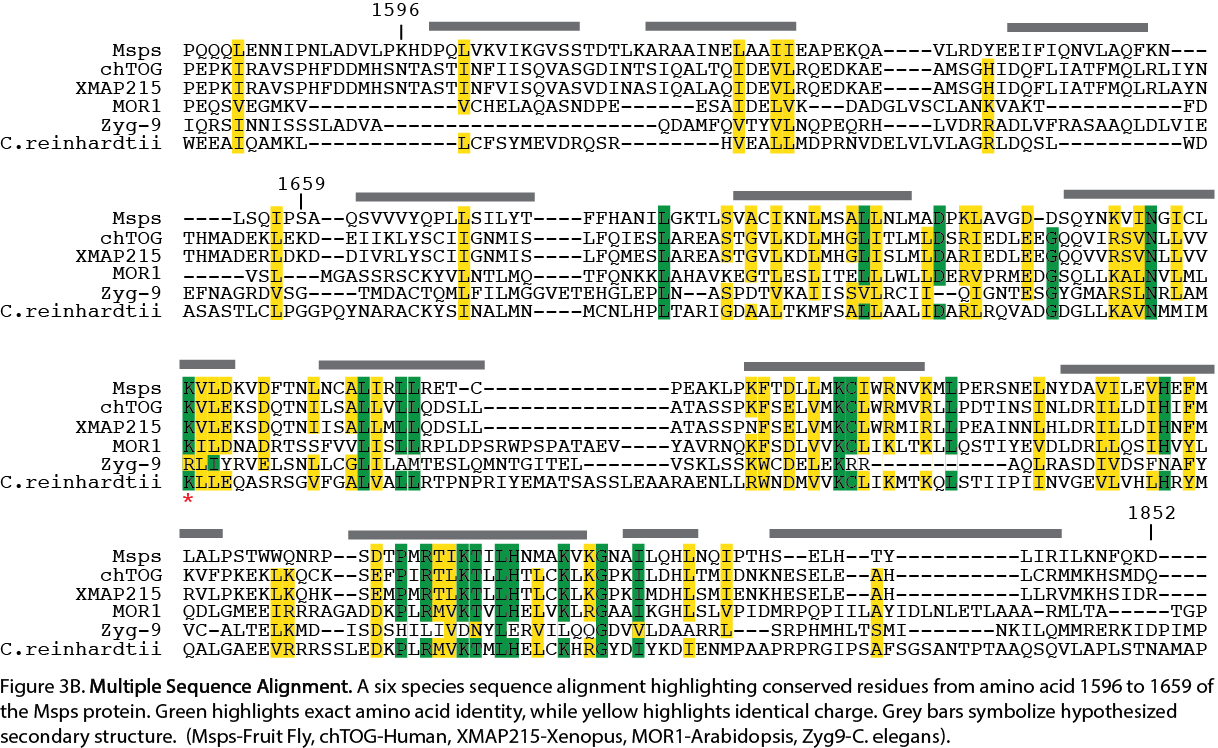 1596
Msps PQQQLENNIPNLADVLPKHDPQLVKVIKGVSSTDTLKARAAINELAAIIEAPEKQA----VLRDYEEIFIQNVLAQFKN---
chTOG PEPKIRAVSPHFDDMHSNTASTINFIISQVASGDINTSIQALTQIDEVLRQEDKAE----AMSGHIDQFLIATFMQLRLIYN
XMAP215 PEPKIRAVSPHFDDMHSNTASTINFVISQVASVDINASIQALAQIDEVLRQEDKAE----AMSGHIDQFLIATFMQLRLAYN
MOR1 PEQSVEGMKV------------VCHELAQASNDPE------ESAIDELVK---DADGLVSCLANKVAKT-----------FD
Zyg-9 IQRSINNISSSLADVA----------------------QDAMFQVTYVLNQPEQRH----LVDRRADLVFRASAAQLDLVIE
C.reinhardtii WEEAIQAMKL------------LCFSYMEVDRQSR-------HVEALLMDPRNVDELVLVLAGRLDQSL-----------WD
1659
Msps ----LSQIPSA--QSVVVYQPLLSILYT----FFHANILGKTLSVACIKNLMSALLNLMADPKLAVGD-DSQYNKVINGICL
chTOG THMADEKLEKD--EIIKLYSCIIGNMIS----LFQIESLAREASTGVLKDLMHGLITLMLDSRIEDLEEGQQVIRSVNLLVV
XMAP215 THMADERLDKD--DIVRLYSCIIGNMIS----LFQMESLAREASTGVLKDLMHGLISLMLDARIEDLEEGQQVVRSVNLLVV
MOR1 -----VSL---MGASSRSCKYVLNTLMQ----TFQNKKLAHAVKEGTLESLITELLLWLLDERVPRMEDGSQLLKALNVLML
Zyg-9 EFNAGRDVSG---TMDACTQMLFILMGGVETEHGLEPLN--ASPDTVKAIISSVLRCII--QIGNTESGYGMARSLNRLAM
C.reinhardtii ASASTLCLPGGPQYNARACKYSINALMN----MCNLHPLTARIGDAALTKMFSALLAALIDARLRQVADGDGLLKAVNMMIM
Msps KVLDKVDFTNLNCALIRLLRET-C---------------PEAKLPKFTDLLMKCIWRNVKMLPERSNELNYDAVILEVHEFM
chTOG KVLEKSDQTNILSALLVLLQDSLL---------------ATASSPKFSELVMKCLWRMVRLLPDTINSINLDRILLDIHIFM
XMAP215 KVLEKSDQTNIISALLMLLQDSLL---------------ATASSPNFSELVMKCLWRMIRLLPEAINNLHLDRILLDIHNFM
MOR1 KILDNADRTSSFVVLISLLRPLDPSRWPSPATAEV----YAVRNQKFSDLVVKCLIKLTKLLQSTIYEVDLDRLLQSIHVYL
Zyg-9 RLIYRVELSNLLCGLILAMTESLQMNTGITEL-------VSKLSSKWCDELEKRR---------AQLRASDIVDSFNAFY
C.reinhardtii KLLEQASRSGVFGALVALLRTPNPRIYEMATSASSLEAARAENLLRWNDMVVKCLIKMTKQLSTIIPIINVGEVLVHLHRYM
*
1852
Msps LALPSTWWQNRP--SDTPMRTIKTILHNMAKVKGNAILQHLNQIPTHS---ELH--TY----------LIRILKNFQKD----
chTOG KVFPKEKLKQCK--SEFPIRTLKTLLHTLCKLKGPKILDHLTMIDNKNESELE---AH----------LCRMMKHSMDQ----
XMAP215 RVLPKEKLKQHK--SEMPMRTLKTLLHTLCKLKGPKIMDHLSMIENKHESELE---AH----------LLRVMKHSIDR----
MOR1 QDLGMEEIRRRAGADDKPLRMVKTVLHELVKLRGAAIKGHLSLVPIDMRPQPIILAYIDLNLETLAAA-RMLTA-----TGP
Zyg-9 VC-ALTELKMD--ISDSHILIVDNYLERVILQQGDVVLDAARRL---SRPHMHLTSMI-------NKILQMMRERKIDPIMP
C.reinhardtii QALGAEEVRRRRSSLEDKPLRMVKTMLHELCKHRGYDIYKDIENMPAAPRPRGIPSAFSGSANTPTAAQSQVLAPLSTNAMAP
Figure 3B. Multiple Sequence Alignment. A six species sequence alignment highlighting conserved residues from amino acid 1596 to 1659 of
the Msps protein. Green highlights exact amino acid identity, while yellow highlights identical charge. Grey bars symbolize hypothesized
secondary structure. (Msps-Fruit Fly, chTOG-Human, XMAP215-Xenopus, MOR1-Arabidopsis, Zyg9-C. elegans).